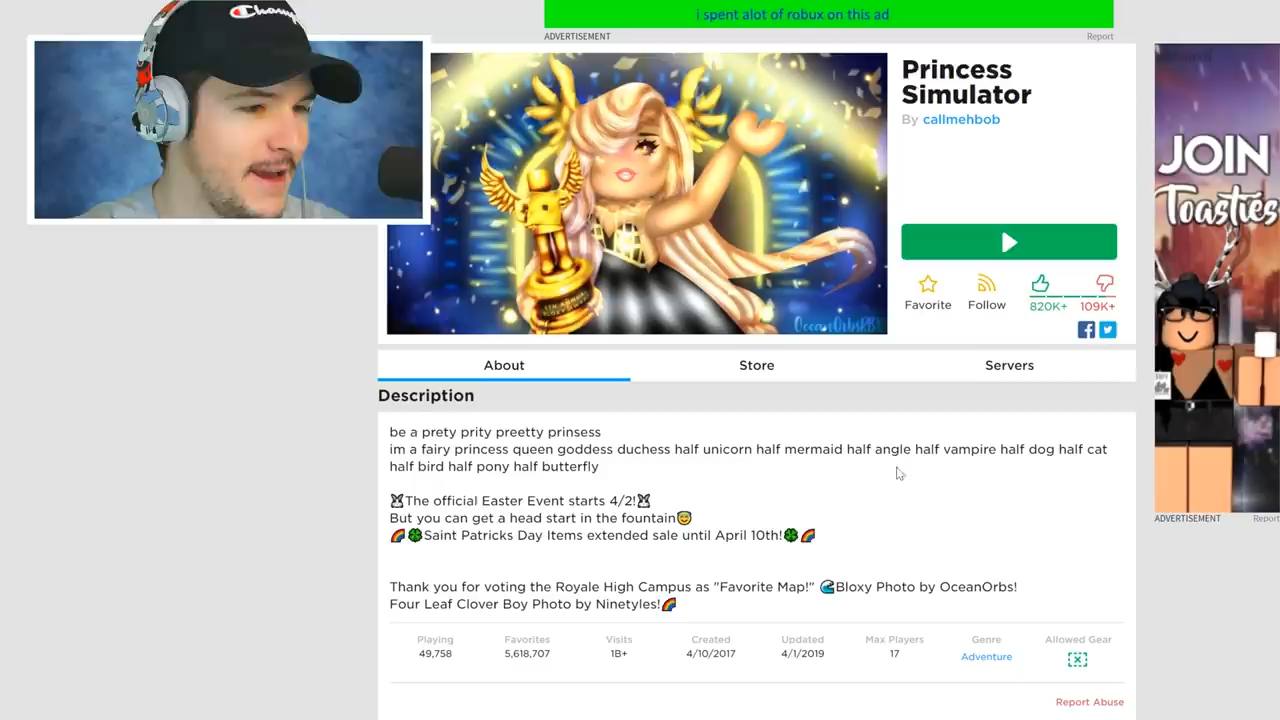 i spent alot of robux on this ad
ADVERTISEMENT
Report
Champion
Princess
Simulator
By callmehbob
JOIN
Toasties
Favorite
Follow
820K+
109K+
OceanOrbsRBX
About
Store
Servers
Description
be a prety prity preetty prinsess
im a fairy princess queen goddess duchess half unicorn half mermaid half angle half vampire half dog half cat
half bird half pony half butterfly
🐰The official Easter Event starts 4/2!🐰
But you can get a head start in the fountain😇
🌈🍀Saint Patricks Day Items extended sale until April 10th!🍀🌈
ADVERTISEMENT
Report
Thank you for voting the Royale High Campus as "Favorite Map!" 🌊Bloxy Photo by OceanOrbs!
Four Leaf Clover Boy Photo by Ninetyles!🌈
Playing
Favorites
Visits
Created
Updated
Max Players
Genre
Allowed Gear
49,758
5,618,707
1B+
4/10/2017
4/1/2019
17
Adventure
Report Abuse